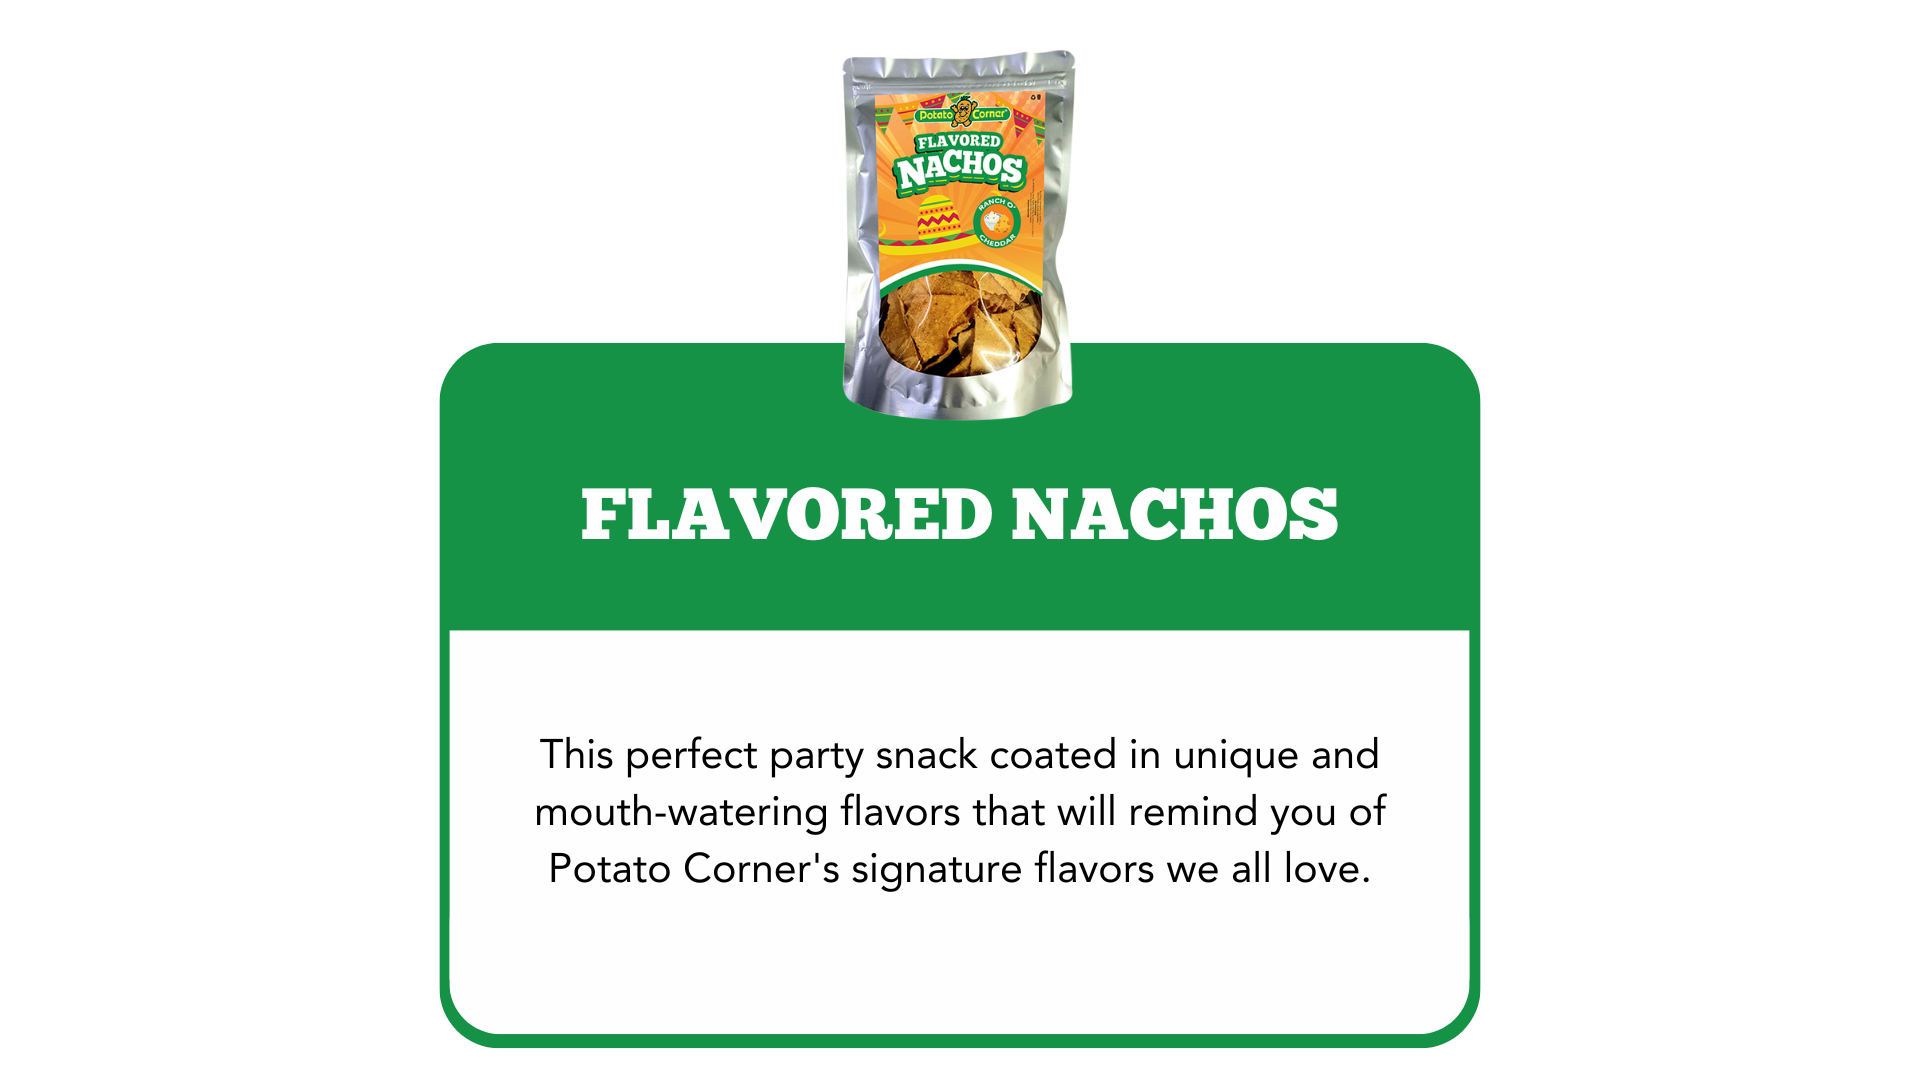 Potato Corner
FLAVORED
NACHOS
RANCH O'
CHEDDAR
FLAVORED NACHOS
This perfect party snack coated in unique and
mouth-watering flavors that will remind you of
Potato Corner's signature flavors we all love.